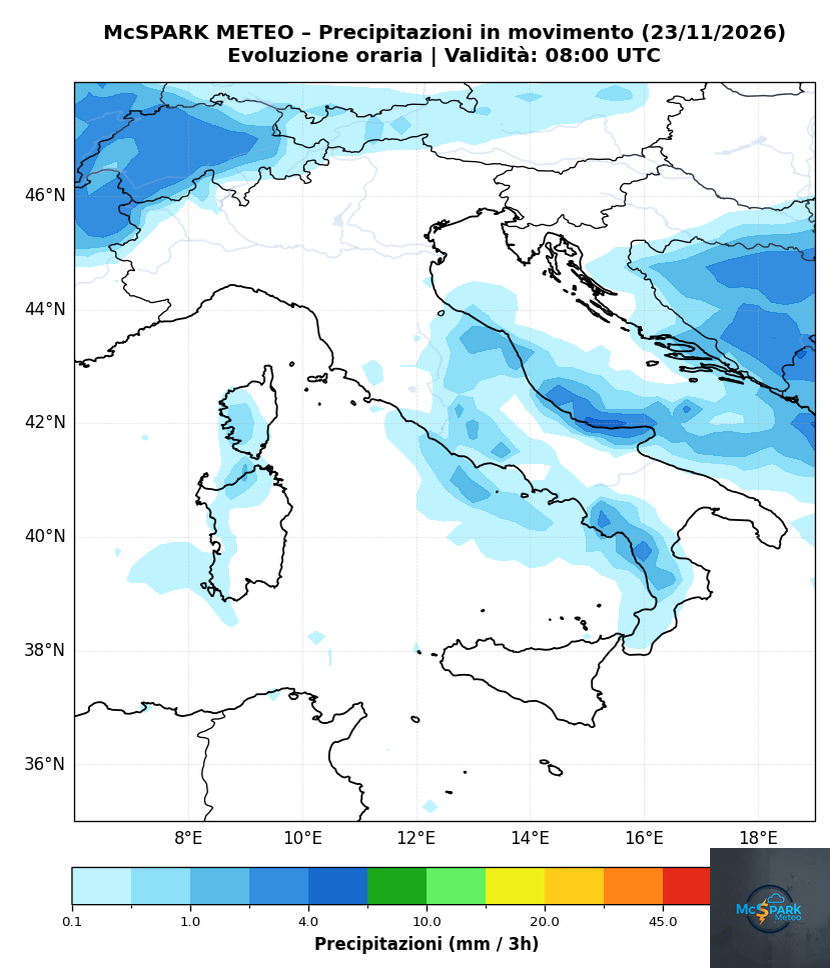 McSPARK METEO – Precipitazioni in movimento (23/11/2026)
Evoluzione oraria | Validità: 08:00 UTC
46°N
44°N
42°N
40°N
38°N
36°N
8°E 10°E 12°E 14°E 16°E 18°E
0.1 1.0 4.0 10.0 20.0 45.0
Precipitazioni (mm / 3h)
McSPARK
Meteo